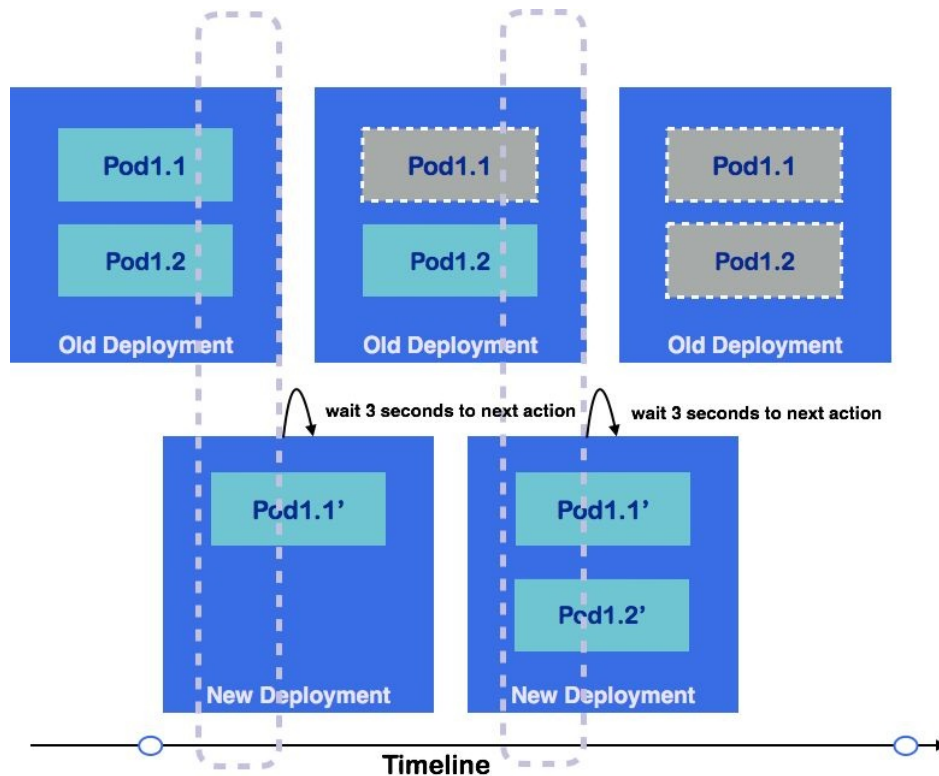 Pod1.1
Pod1.2
Old Deployment
Pod1.1
Pod1.2
Old Deployment
Pod1.1
Pod1.2
Old Deployment
wait 3 seconds to next action
wait 3 seconds to next action
Pod1.1’
New Deployment
Pod1.1’
Pod1.2’
New Deployment
Timeline